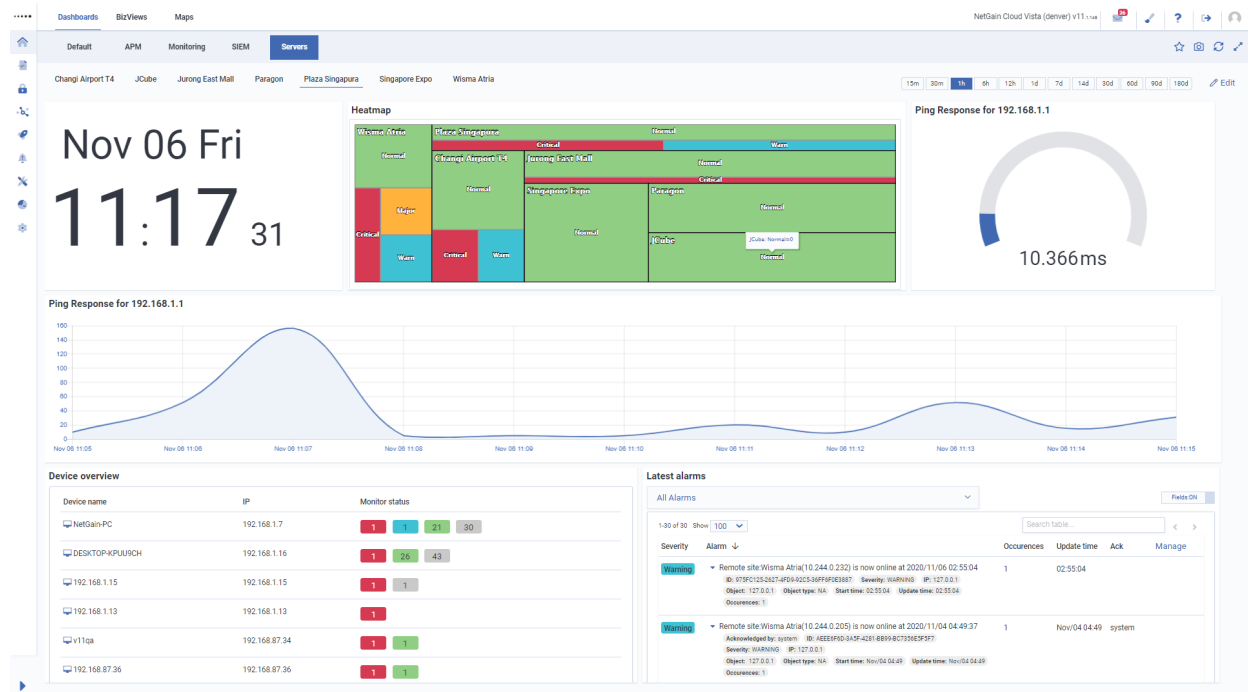 Dashboards BizViews Maps NetGain Cloud Vista (denver) v11.1.148 36
Default APM Monitoring SIEM Servers
Changi Airport T4 JCube Jurong East Mall Paragon Plaza Singapura Singapore Expo Wisma Atria 15m 30m 1h 6h 12h 1d 7d 14d 30d 60d 90d 180d Edit
Nov 06 Fri
11:17 31
Heatmap
Wisma Atria Plaza Singapura Normal
Critical Warn
Normal Changi Airport T4 Jurong East Mall Normal
Critical
Normal Singapore Expo Paragon
Major Normal
Critical Normal JCube JCube: Normal=0
Warn Critical Warn Normal
Ping Response for 192.168.1.1
10.366ms
Ping Response for 192.168.1.1
160
140
120
100
80
60
40
20
0
Nov 06 11:05 Nov 06 11:06 Nov 06 11:07 Nov 06 11:08 Nov 06 11:09 Nov 06 11:10 Nov 06 11:11 Nov 06 11:12 Nov 06 11:13 Nov 06 11:14 Nov 06 11:15
Device overview
Device name IP Monitor status
NetGain-PC 192.168.1.7 1 1 21 30
DESKTOP-KPUU9CH 192.168.1.16 1 26 43
192.168.1.15 192.168.1.15 1 1
192.168.1.13 192.168.1.13 1
v11qa 192.168.87.34 1 1
192.168.87.36 192.168.87.36 1 1
Latest alarms
All Alarms Fields:ON
1-30 of 30 Show 100 Search table...
Severity Alarm Occurences Update time Ack Manage
Warning Remote site:Wisma Atria(10.244.0.232) is now online at 2020/11/06 02:55:04 1 02:55:04
ID: 975FC125-2627-4FD9-92C5-36FF6F0E3887 Severity: WARNING IP: 127.0.0.1
Object: 127.0.0.1 Object type: NA Start time: 02:55:04 Update time: 02:55:04
Occurences: 1
Warning Remote site:Wisma Atria(10.244.0.205) is now online at 2020/11/04 04:49:37 1 Nov/04 04:49 system
Acknowledged by: system ID: AEEE6F6D-3A5F-4281-BB99-BC7356E5F5F7
Severity: WARNING IP: 127.0.0.1
Object: 127.0.0.1 Object type: NA Start time: Nov/04 04:49 Update time: Nov/04 04:49
Occurences: 1